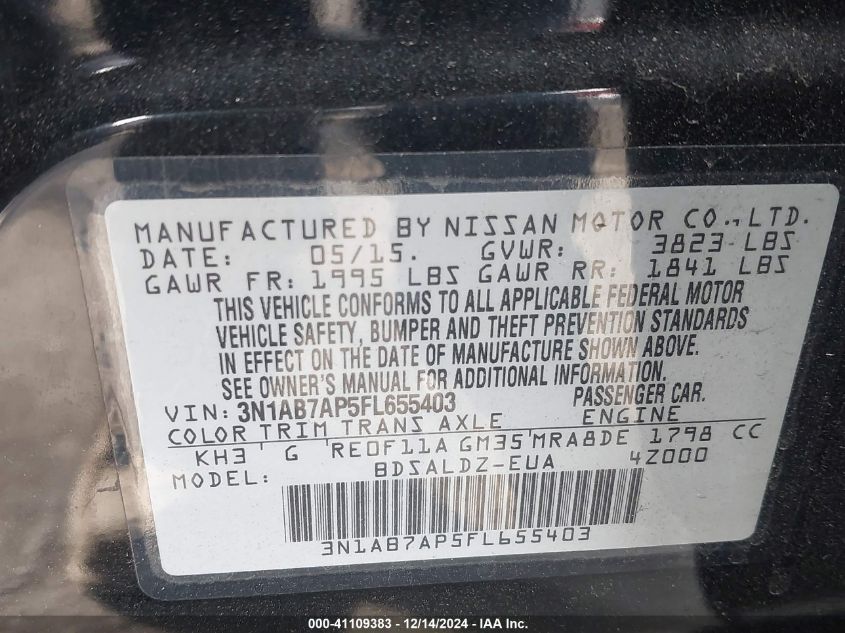 MANUFACTURED BY NISSAN MOTOR CO., LTD.
DATE: 05/15. GVWR: 3823 LBS
GAWR FR: 1995 LBS GAWR RR: 1841 LBS
THIS VEHICLE CONFORMS TO ALL APPLICABLE FEDERAL MOTOR
VEHICLE SAFETY, BUMPER AND THEFT PREVENTION STANDARDS
IN EFFECT ON THE DATE OF MANUFACTURE SHOWN ABOVE.
SEE OWNER'S MANUAL FOR ADDITIONAL INFORMATION.
VIN: 3N1AB7AP5FL655403 PASSENGER CAR.
COLOR TRIM TRANS AXLE ENGINE
KH3 G RE0F11A GM35 MRA8DE 1798 CC
MODEL: BDSALDZ-EUA 4Z000
3N1AB7AP5FL655403
000-41109383 - 12/14/2024 - IAA Inc.